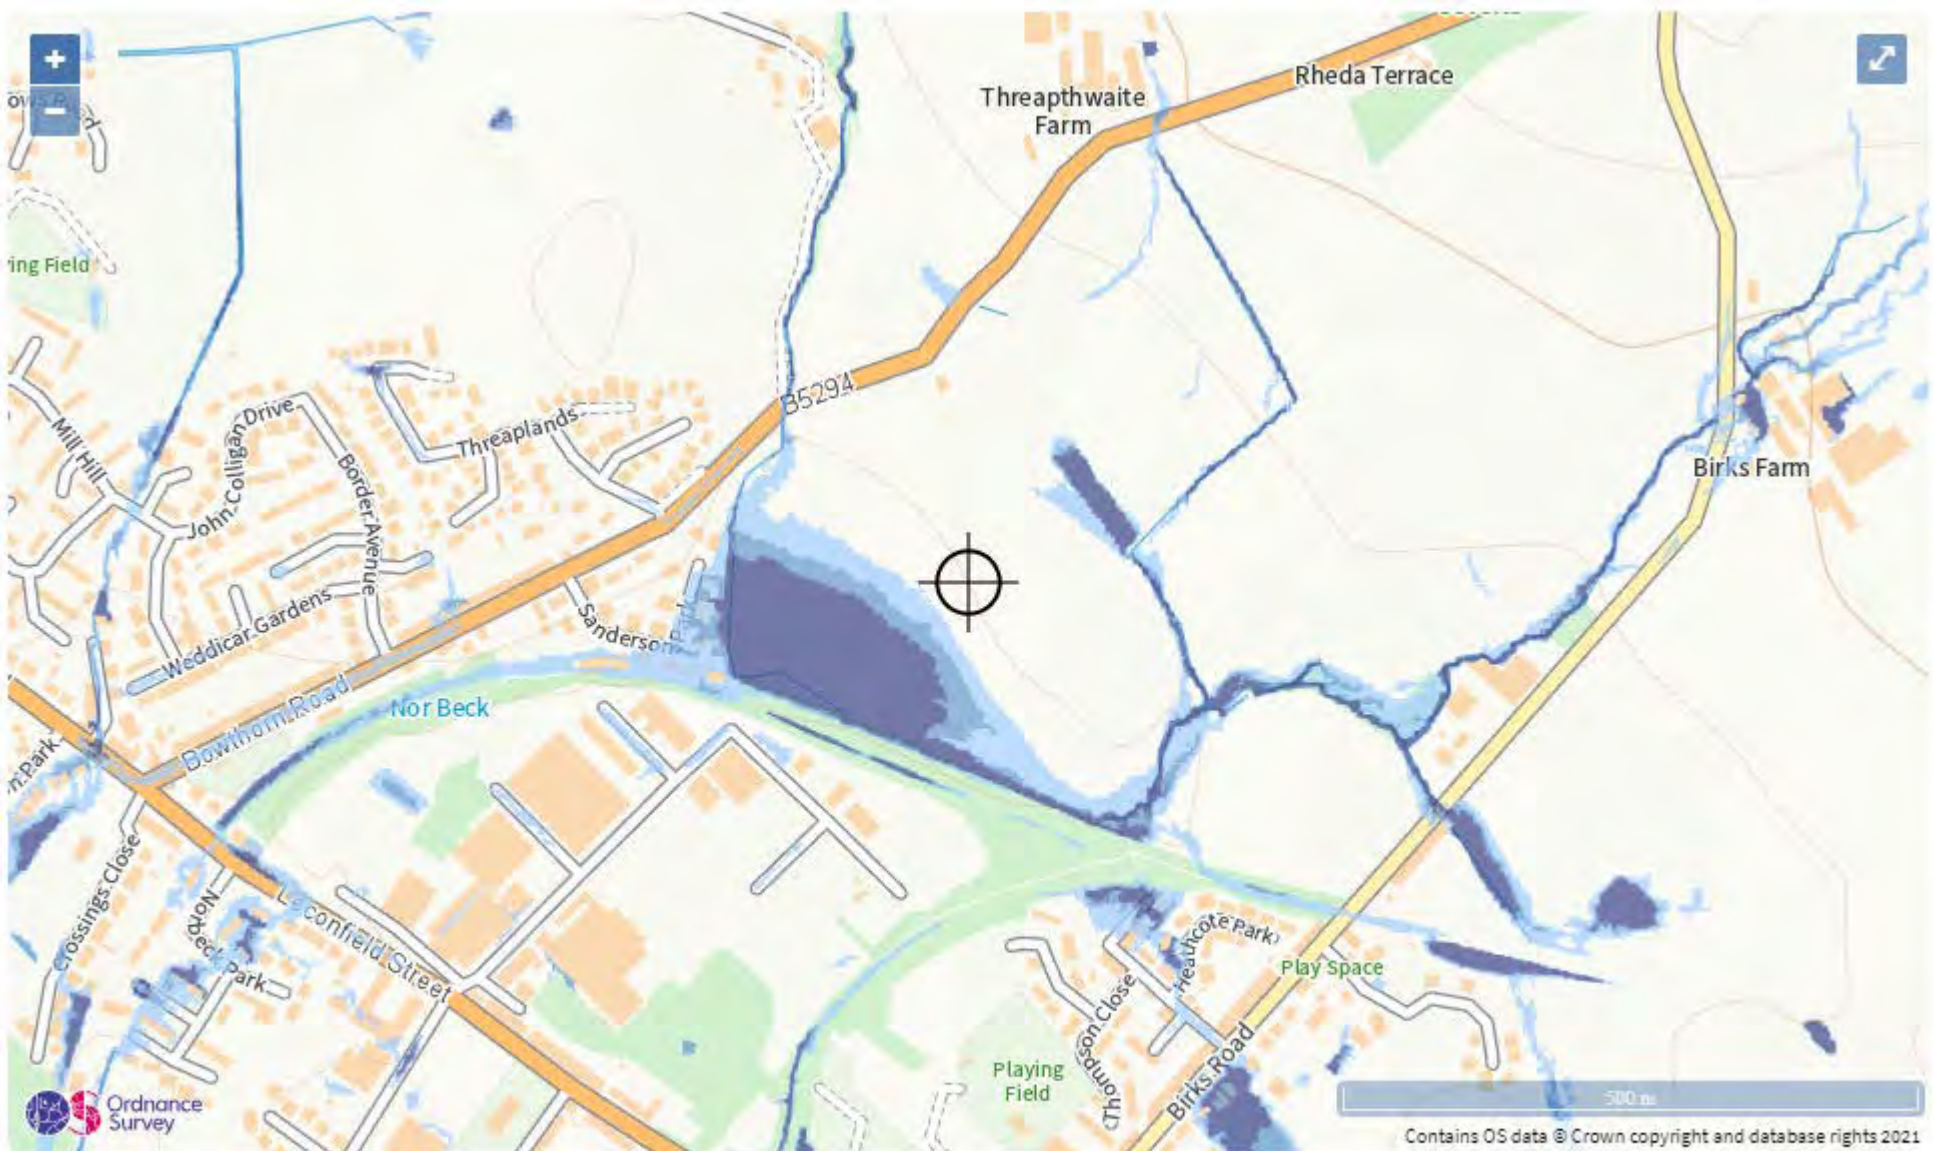 +
−
Rheda Terrace
Threapthwaite
Farm
B5294
Threaplands
Mill Hill
John Colligan Drive
Border Avenue
Birks Farm
Weddicar Gardens
Sanderson Park
Nor Beck
Bowthorn Road
Crossings Close
Leconfield Street
Norbeck Park
Heathcote Park
Play Space
Thompson Close
Playing
Field
Birks Road
500 m
Ordnance
Survey
Contains OS data © Crown copyright and database rights 2021